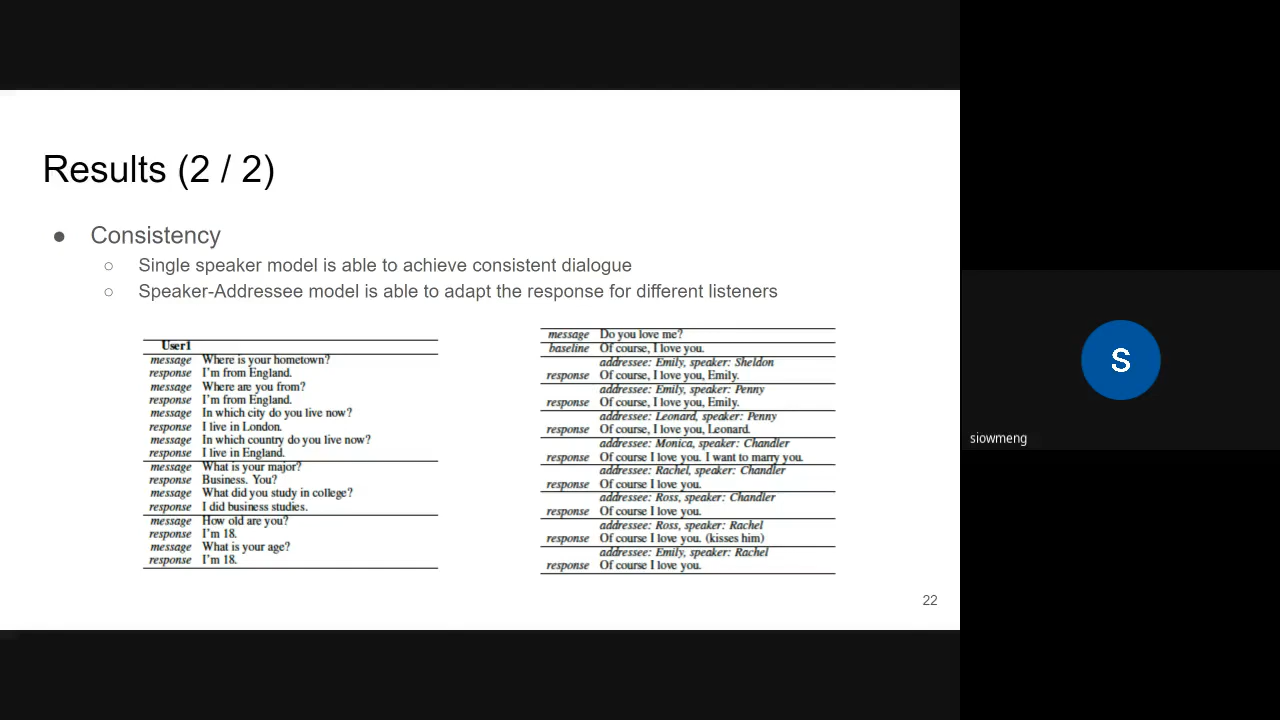 Results (2 / 2)
● Consistency
○ Single speaker model is able to achieve consistent dialogue
○ Speaker-Addressee model is able to adapt the response for different listeners
User1
message Where is your hometown?
response I'm from England.
message Where are you from?
response I'm from England.
message In which city do you live now?
response I live in London.
message In which country do you live now?
response I live in England.
message What is your major?
response Business. You?
message What did you study in college?
response I did business studies.
message How old are you?
response I'm 18.
message What is your age?
response I'm 18.
message Do you love me?
baseline Of course, I love you.
addressee: Emily, speaker: Sheldon
response Of course, I love you, Emily.
addressee: Emily, speaker: Penny
response Of course, I love you, Emily.
addressee: Leonard, speaker: Penny
response Of course, I love you, Leonard.
addressee: Monica, speaker: Chandler
response Of course I love you. I want to marry you.
addressee: Rachel, speaker: Chandler
response Of course I love you.
addressee: Ross, speaker: Chandler
response Of course I love you.
addressee: Ross, speaker: Rachel
response Of course I love you. (kisses him)
addressee: Emily, speaker: Rachel
response Of course I love you.
22
S
siowmeng